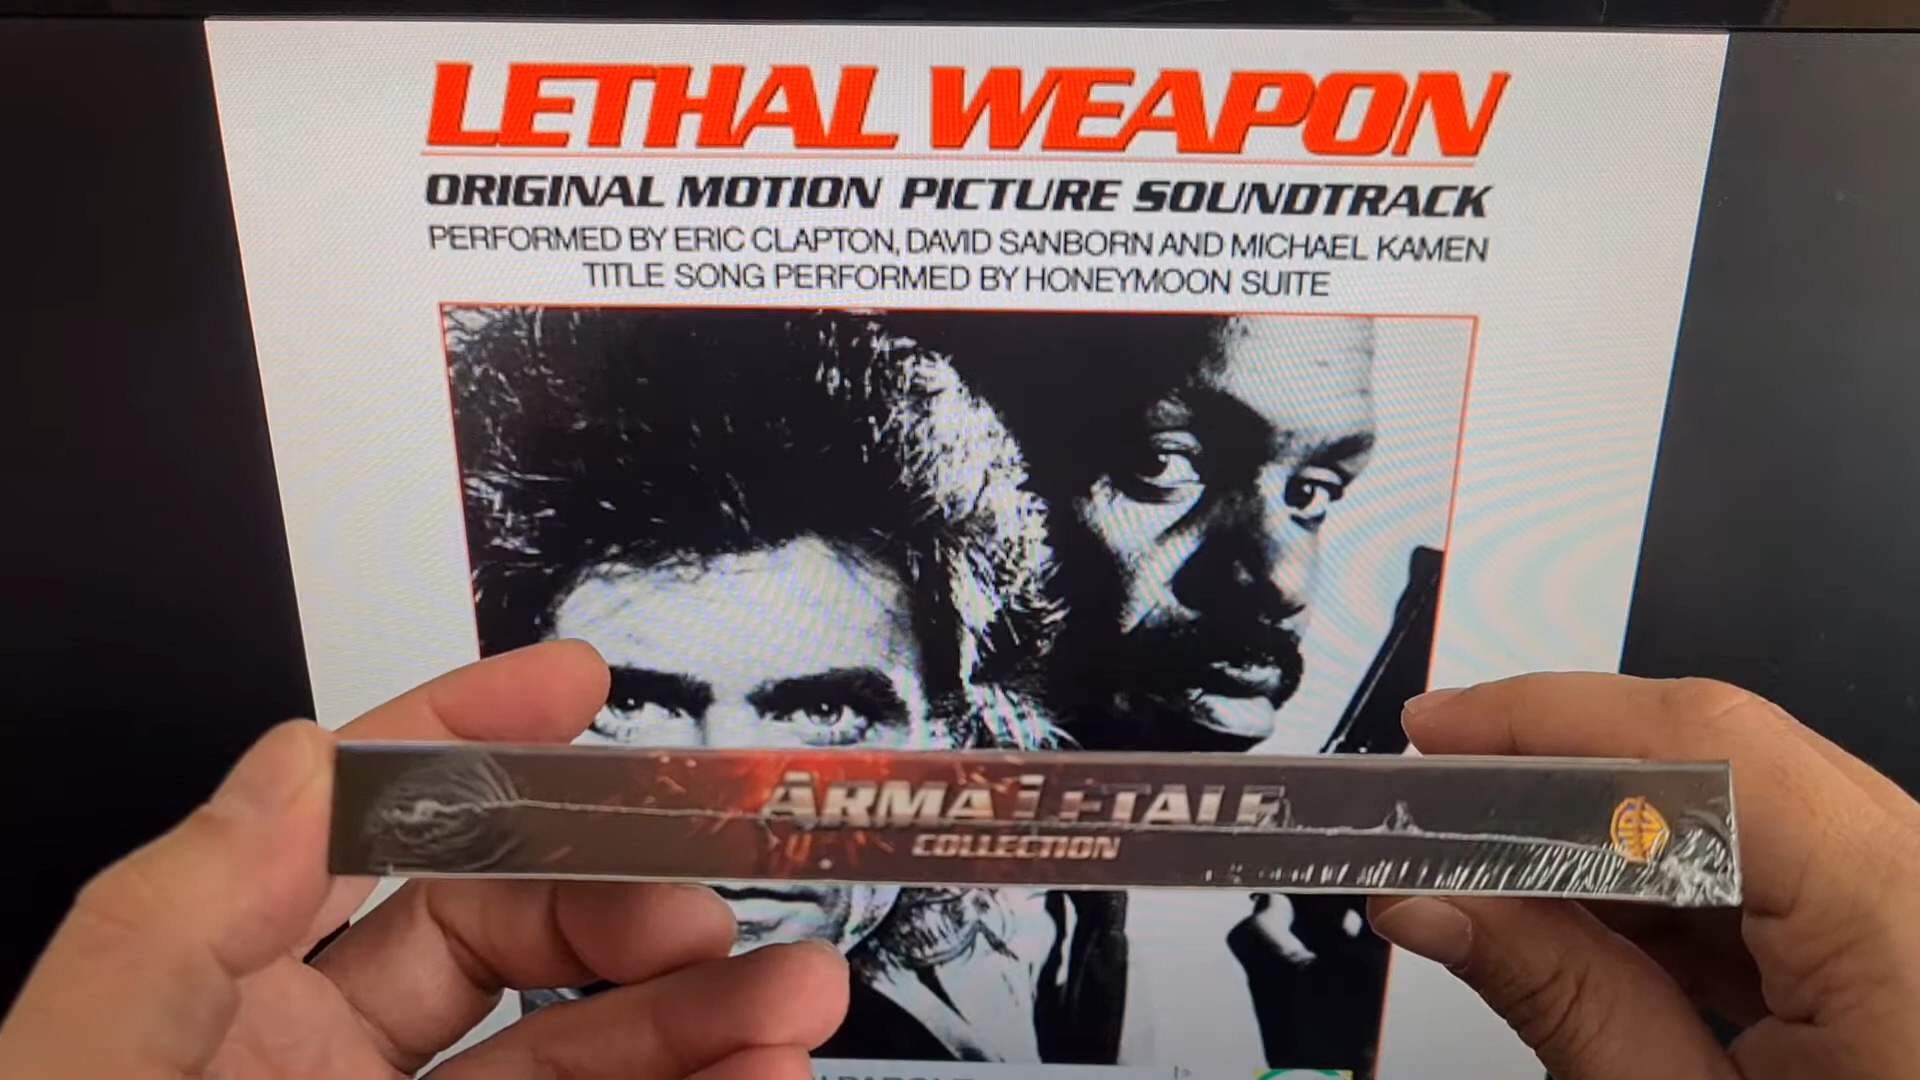 LETHAL WEAPON
ORIGINAL MOTION PICTURE SOUNDTRACK
PERFORMED BY ERIC CLAPTON, DAVID SANBORN AND MICHAEL KAMEN
TITLE SONG PERFORMED BY HONEYMOON SUITE
ARMA LETALE
COLLECTION
WB